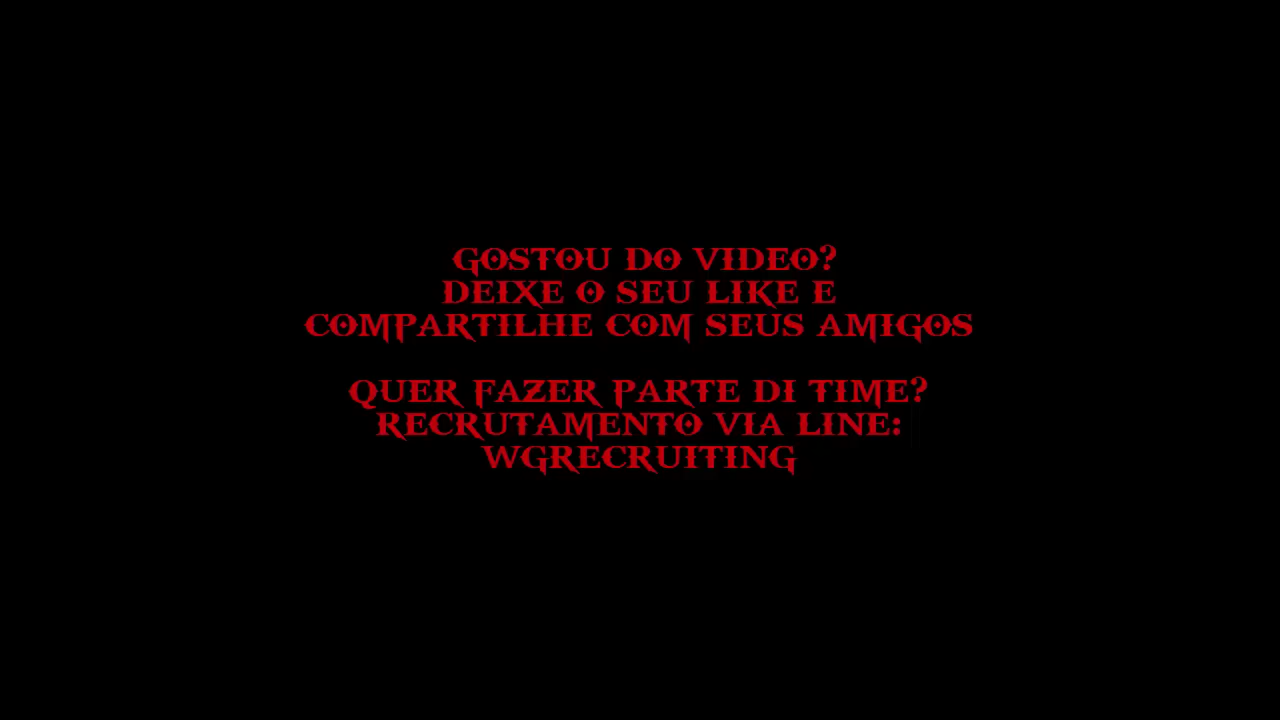 GOSTOU DO VIDEO?
DEIXE O SEU LIKE E
COMPARTILHE COM SEUS AMIGOS
QUER FAZER PARTE DI TIME?
RECRUTAMENTO VIA LINE:
WGRECRUITING